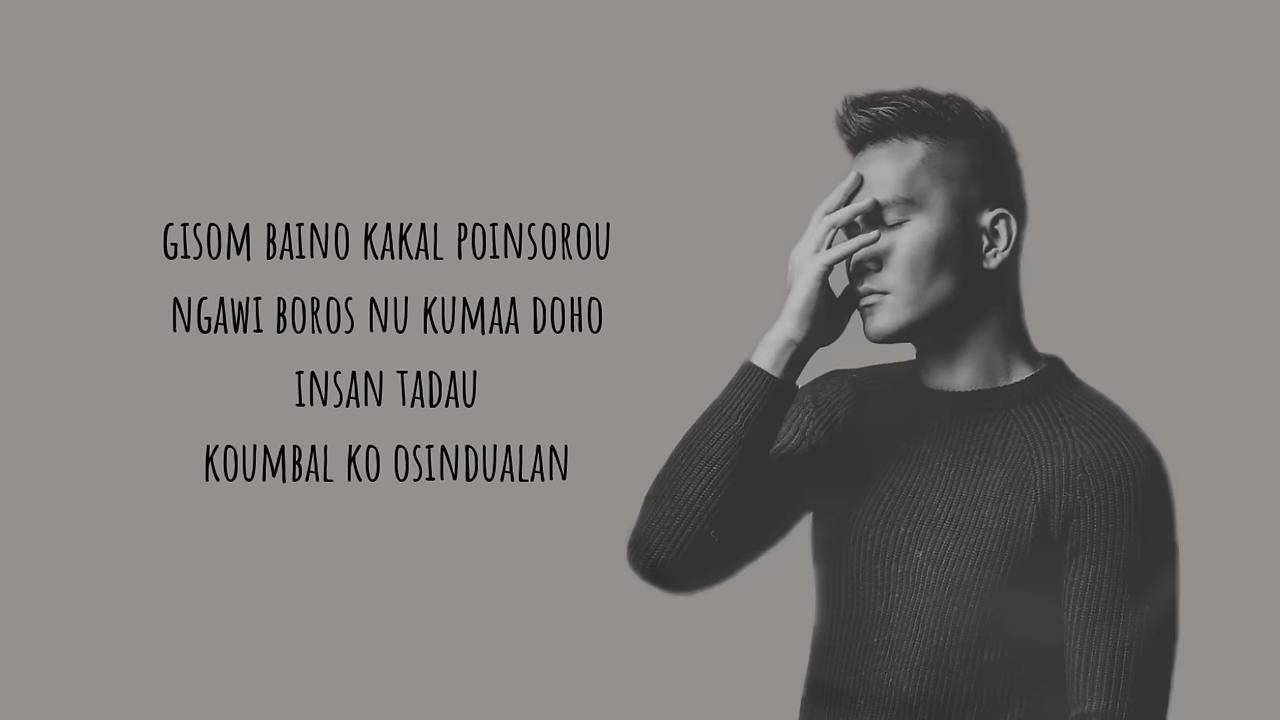 GISOM BAINO KAKAL POINSOROU
NGAWI BOROS NU KUMAA DOHO
INSAN TADAU
KOUMBAL KO OSINDUALAN